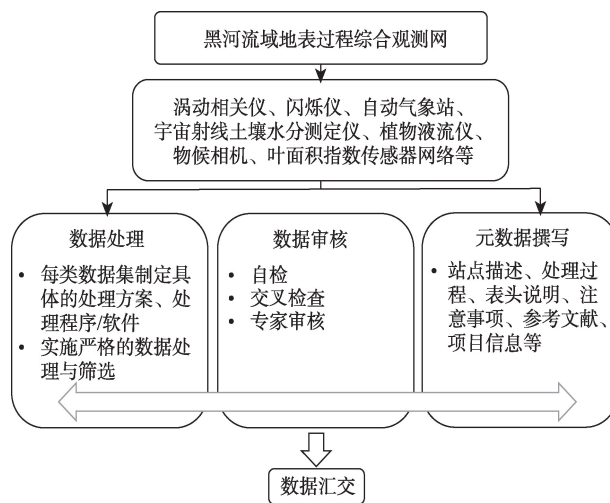 黑河流域地表过程综合观测网
涡动相关仪、闪烁仪、自动气象站、
宇宙射线土壤水分测定仪、植物液流仪、
物候相机、叶面积指数传感器网络等
数据处理
• 每类数据集制定具
体的处理方案、处
理程序/软件
• 实施严格的数据处
理与筛选
数据审核
• 自检
• 交叉检查
• 专家审核
元数据撰写
• 站点描述、处理过
程、表头说明、注
意事项、参考文献、
项目信息等
数据汇交